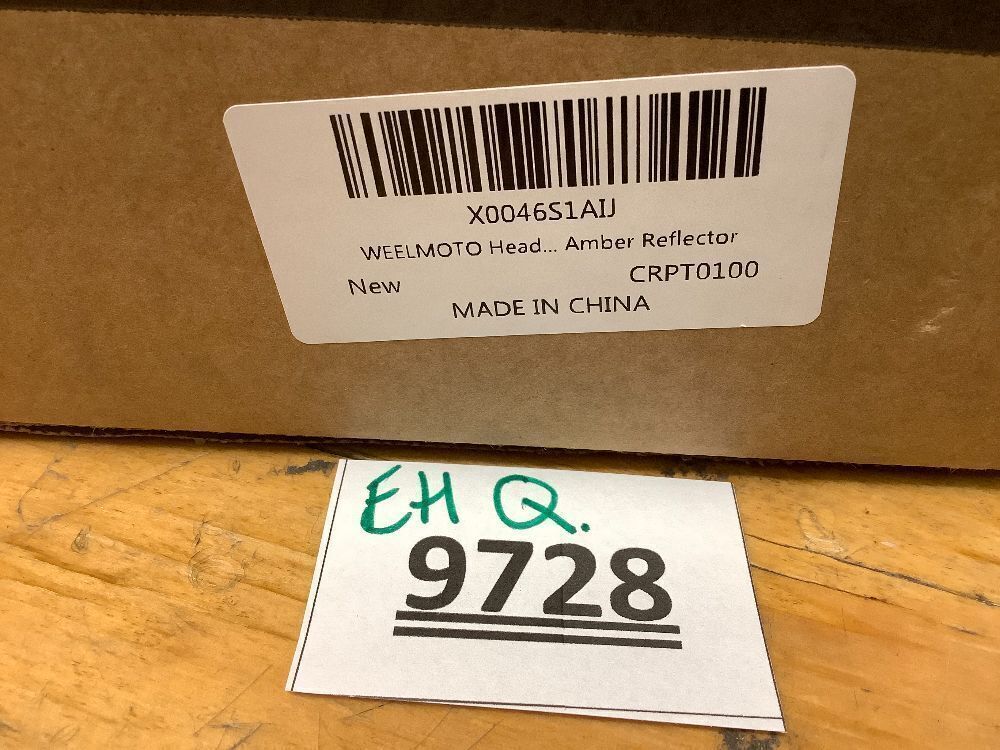 X0046S1AIJ
WEELMOTO Head... Amber Reflector
New CRPT0100
MADE IN CHINA
EH Q.
9728